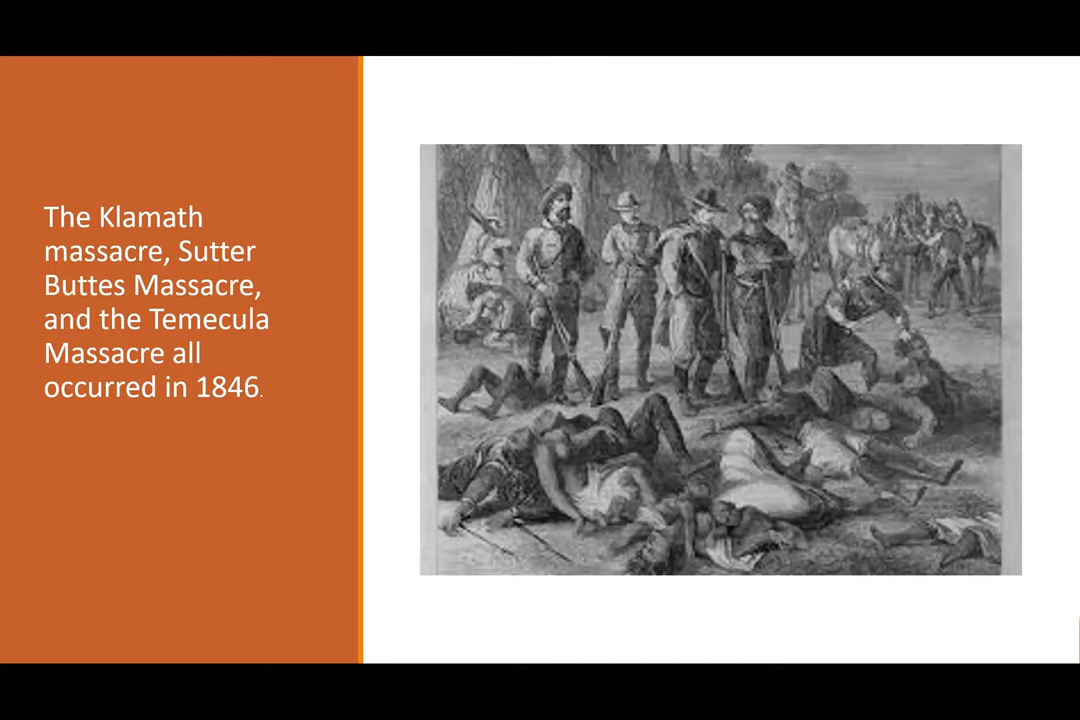 The Klamath
massacre, Sutter
Buttes Massacre,
and the Temecula
Massacre all
occurred in 1846.